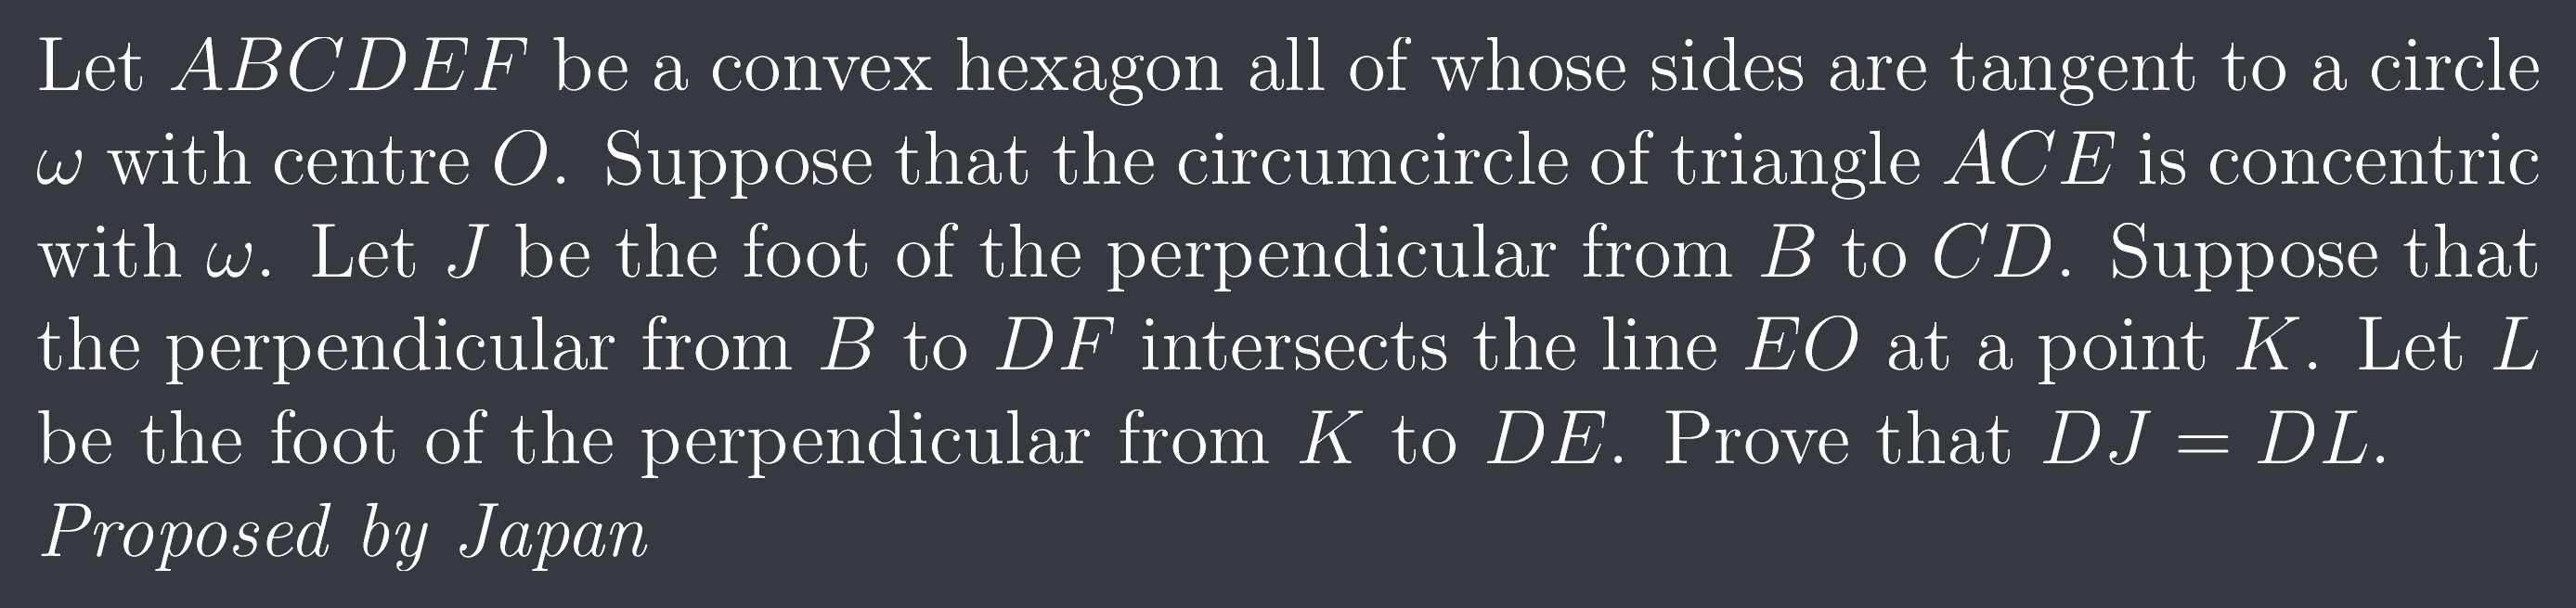 Let ABCDEF be a convex hexagon all of whose sides are tangent to a circle
ω with centre O. Suppose that the circumcircle of triangle ACE is concentric
with ω. Let J be the foot of the perpendicular from B to CD. Suppose that
the perpendicular from B to DF intersects the line EO at a point K. Let L
be the foot of the perpendicular from K to DE. Prove that DJ = DL.
Proposed by Japan